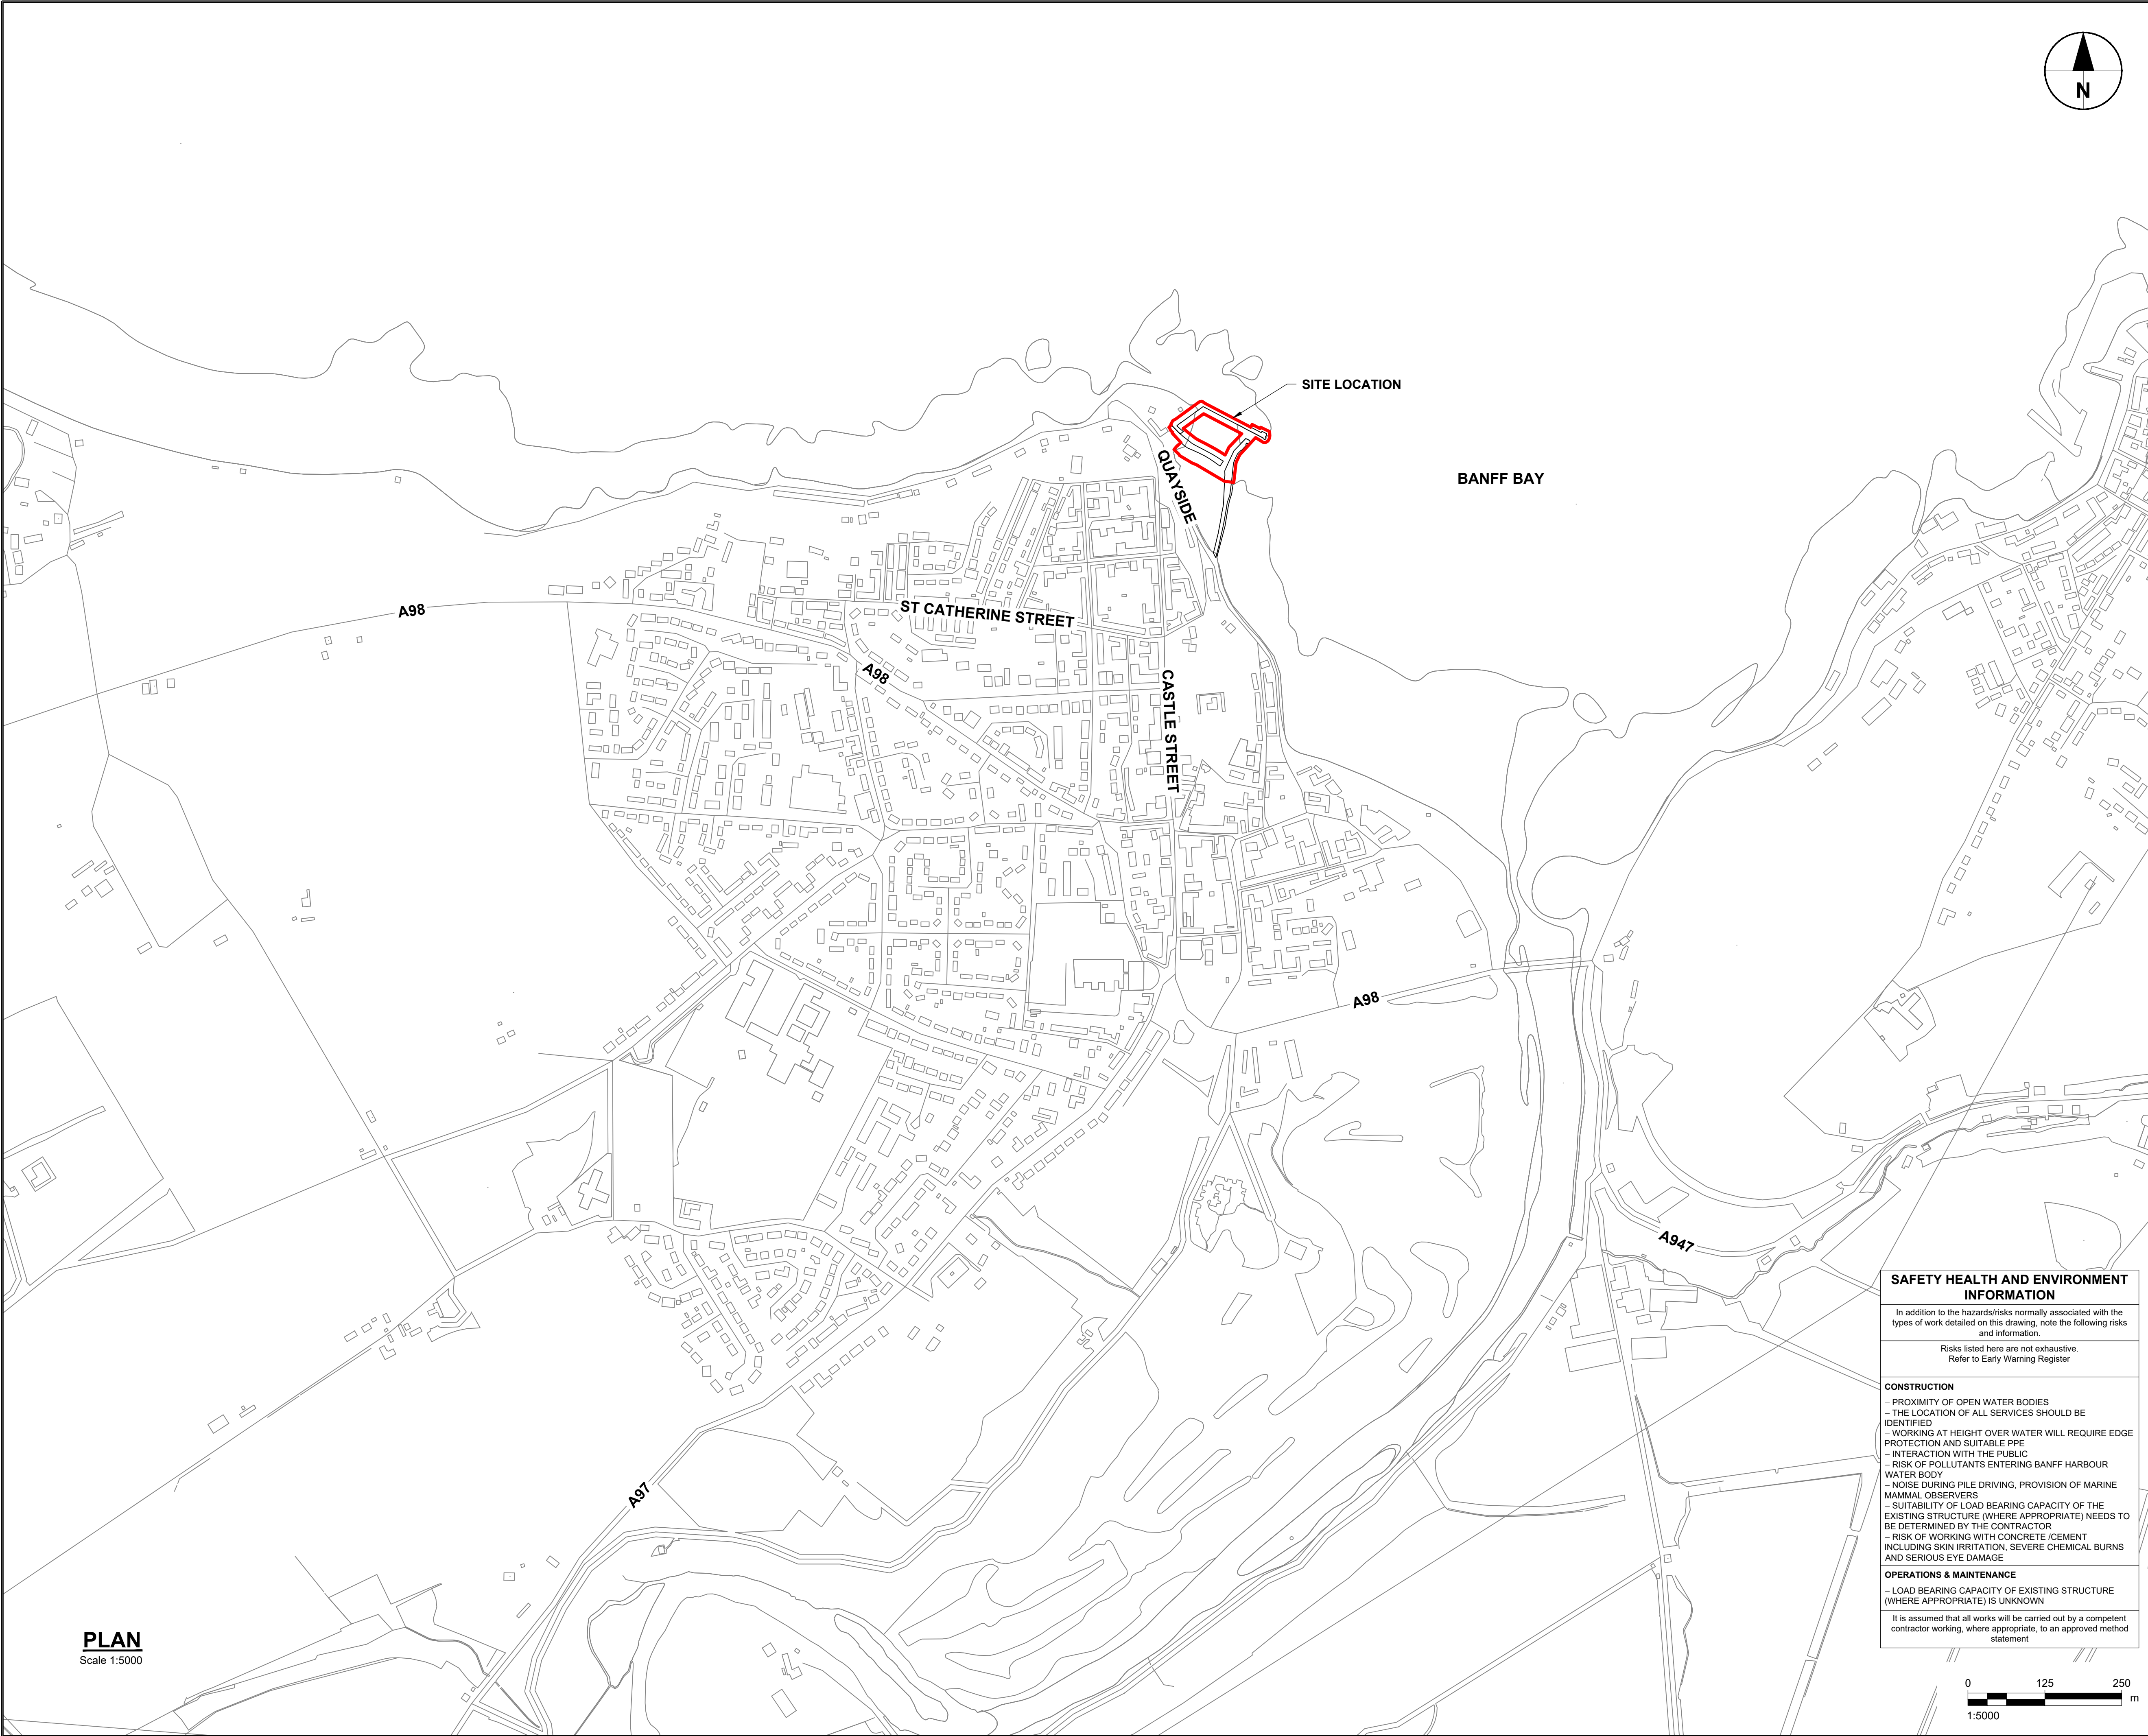 N
SITE LOCATION
BANFF BAY
QUAYSIDE
A98
ST CATHERINE STREET
A98
CASTLE STREET
A98
A947
A97
SAFETY HEALTH AND ENVIRONMENT
INFORMATION
In addition to the hazards/risks normally associated with the
types of work detailed on this drawing, note the following risks
and information.
Risks listed here are not exhaustive.
Refer to Early Warning Register
CONSTRUCTION
– PROXIMITY OF OPEN WATER BODIES
– THE LOCATION OF ALL SERVICES SHOULD BE
IDENTIFIED
– WORKING AT HEIGHT OVER WATER WILL REQUIRE EDGE
PROTECTION AND SUITABLE PPE
– INTERACTION WITH THE PUBLIC
– RISK OF POLLUTANTS ENTERING BANFF HARBOUR
WATER BODY
– NOISE DURING PILE DRIVING, PROVISION OF MARINE
MAMMAL OBSERVERS
– SUITABILITY OF LOAD BEARING CAPACITY OF THE
EXISTING STRUCTURE (WHERE APPROPRIATE) NEEDS TO
BE DETERMINED BY THE CONTRACTOR
– RISK OF WORKING WITH CONCRETE /CEMENT
INCLUDING SKIN IRRITATION, SEVERE CHEMICAL BURNS
AND SERIOUS EYE DAMAGE
OPERATIONS & MAINTENANCE
– LOAD BEARING CAPACITY OF EXISTING STRUCTURE
(WHERE APPROPRIATE) IS UNKNOWN
It is assumed that all works will be carried out by a competent
contractor working, where appropriate, to an approved method
statement
PLAN
Scale 1:5000
0 125 250
m
1:5000